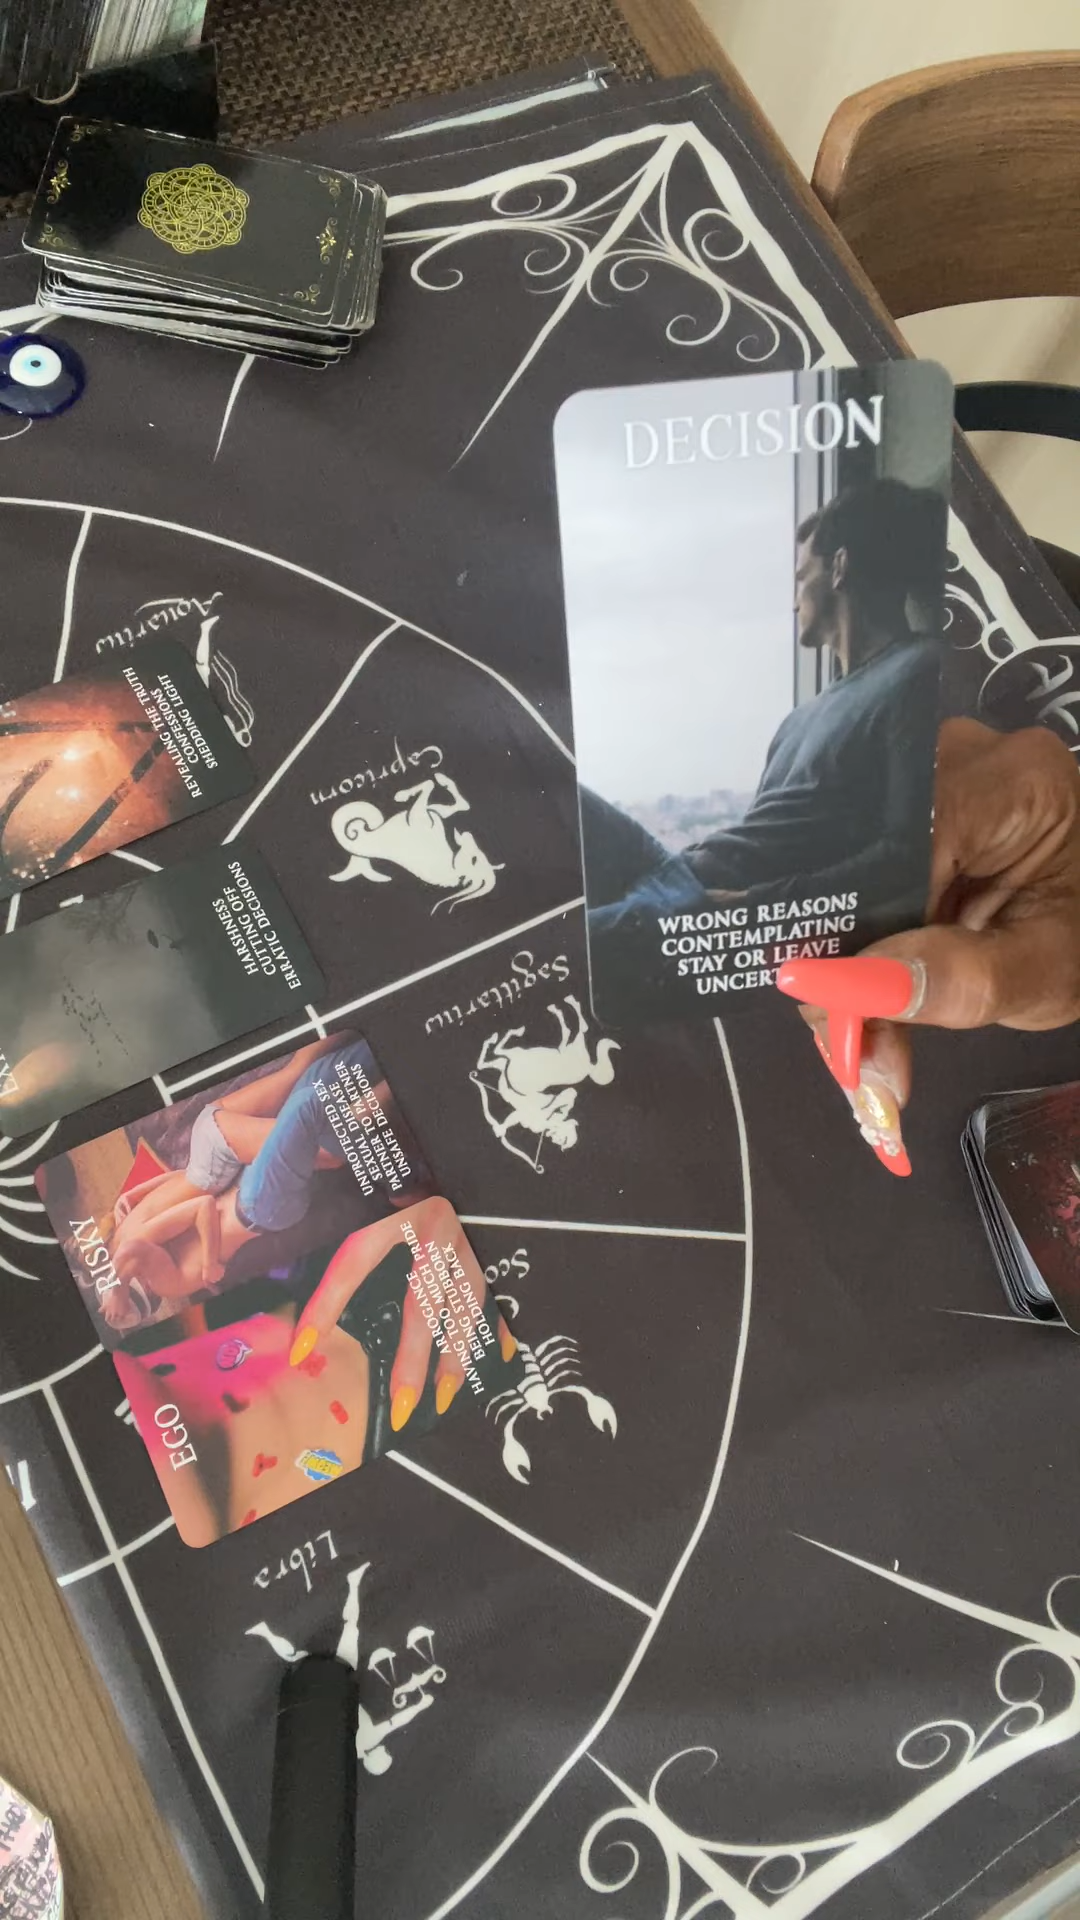 DECISION
WRONG REASONS
CONTEMPLATING
STAY OR LEAVE
Aquarius
REVEALING THE TRUTH
CONFESSIONS
SHEDDING LIGHT
Capricorn
HARSHNESS
CUTTING OFF
ERRATIC DECISIONS
Sagittarius
RISKY
UNPROTECTED SEX
SEXUAL DISEASE
PARTNER TO PARTNER
UNSAFE DECISIONS
EGO
ARROGANCE
HAVING TOO MUCH PRIDE
BEING STUBBORN
HOLDING BACK
Libra